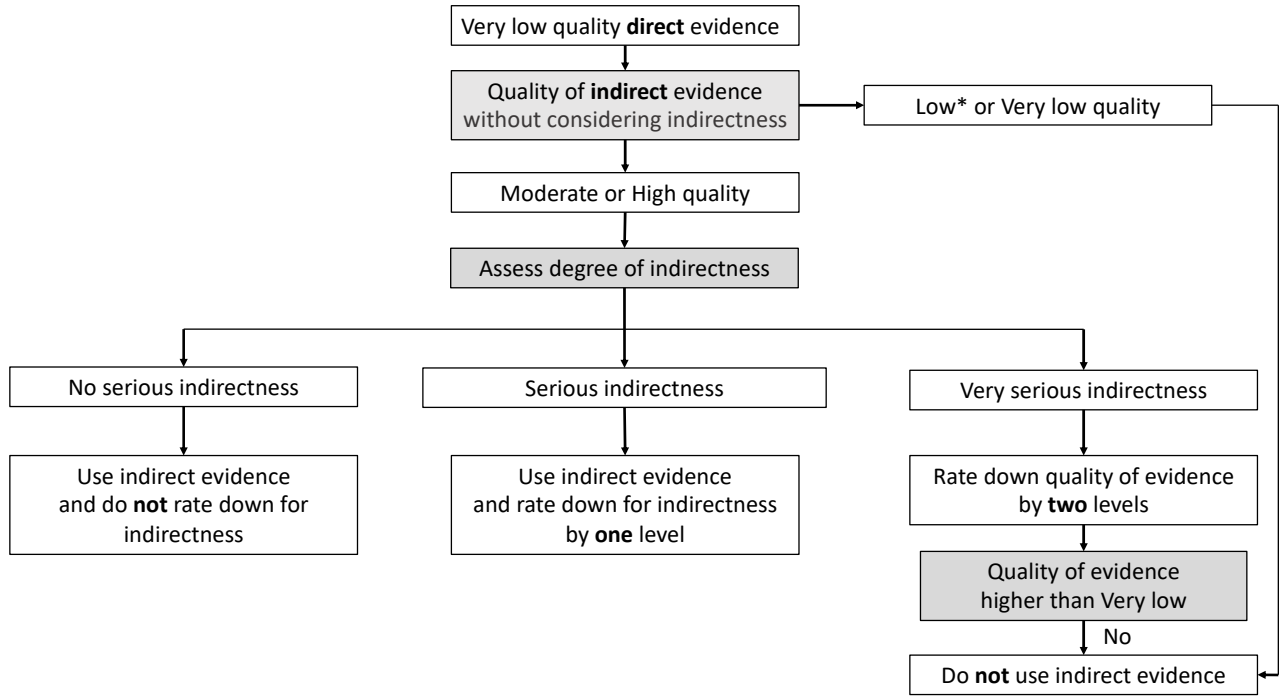 Very low quality direct evidence
Quality of indirect evidence
without considering indirectness
Low* or Very low quality
Moderate or High quality
Assess degree of indirectness
No serious indirectness
Serious indirectness
Very serious indirectness
Use indirect evidence
and do not rate down for
indirectness
Use indirect evidence
and rate down for indirectness
by one level
Rate down quality of evidence
by two levels
Quality of evidence
higher than Very low
No
Do not use indirect evidence